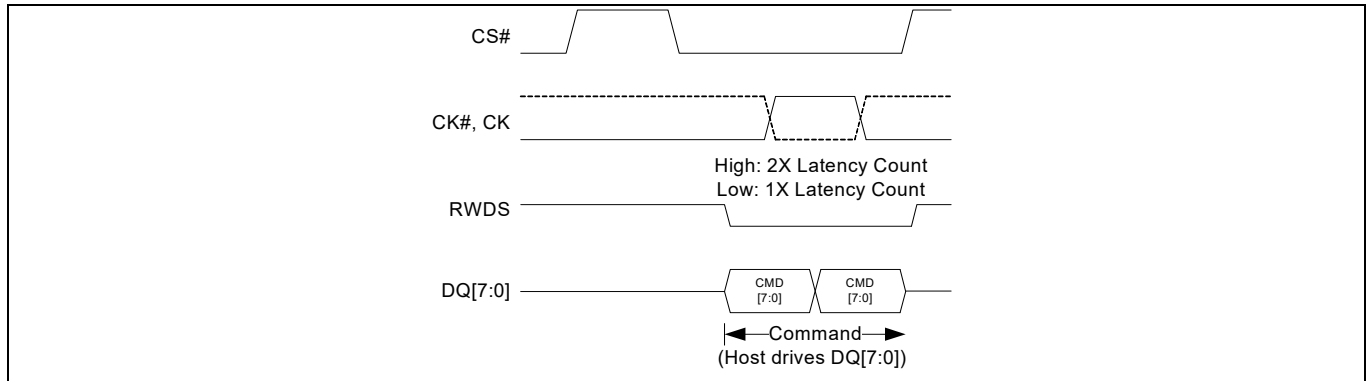 CS#
CK#, CK
High: 2X Latency Count
Low: 1X Latency Count
RWDS
DQ[7:0]
CMD
[7:0]
CMD
[7:0]
Command
(Host drives DQ[7:0])